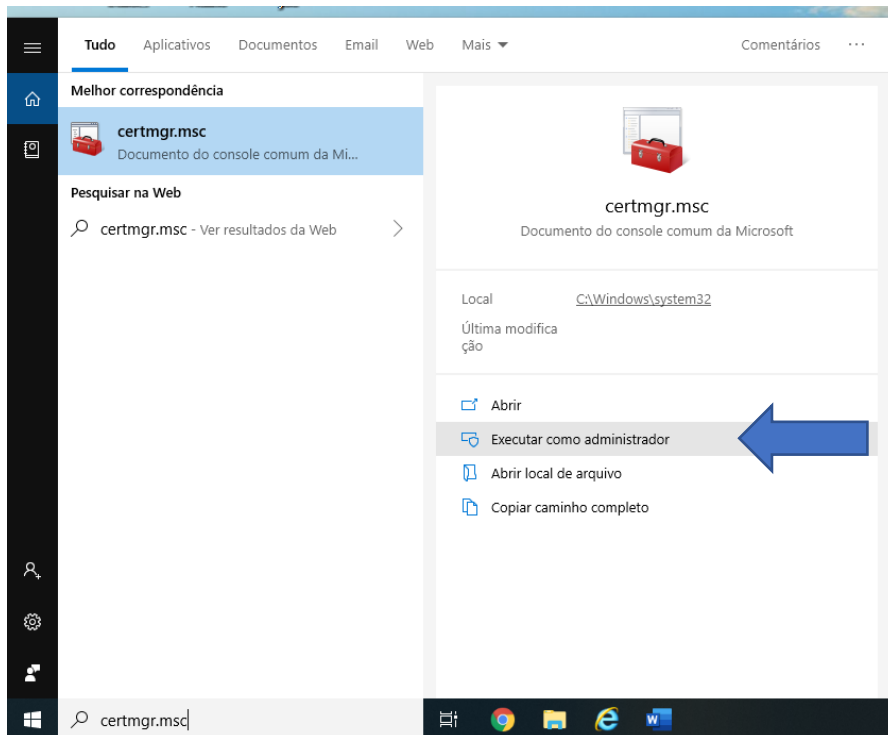 Tudo Aplicativos Documentos Email Web Mais Comentários ...
Melhor correspondência
certmgr.msc
Documento do console comum da Mi...
Pesquisar na Web
certmgr.msc - Ver resultados da Web
certmgr.msc
Documento do console comum da Microsoft
Local C:\Windows\system32
Última modifica
ção
Abrir
Executar como administrador
Abrir local de arquivo
Copiar caminho completo
certmgr.msc